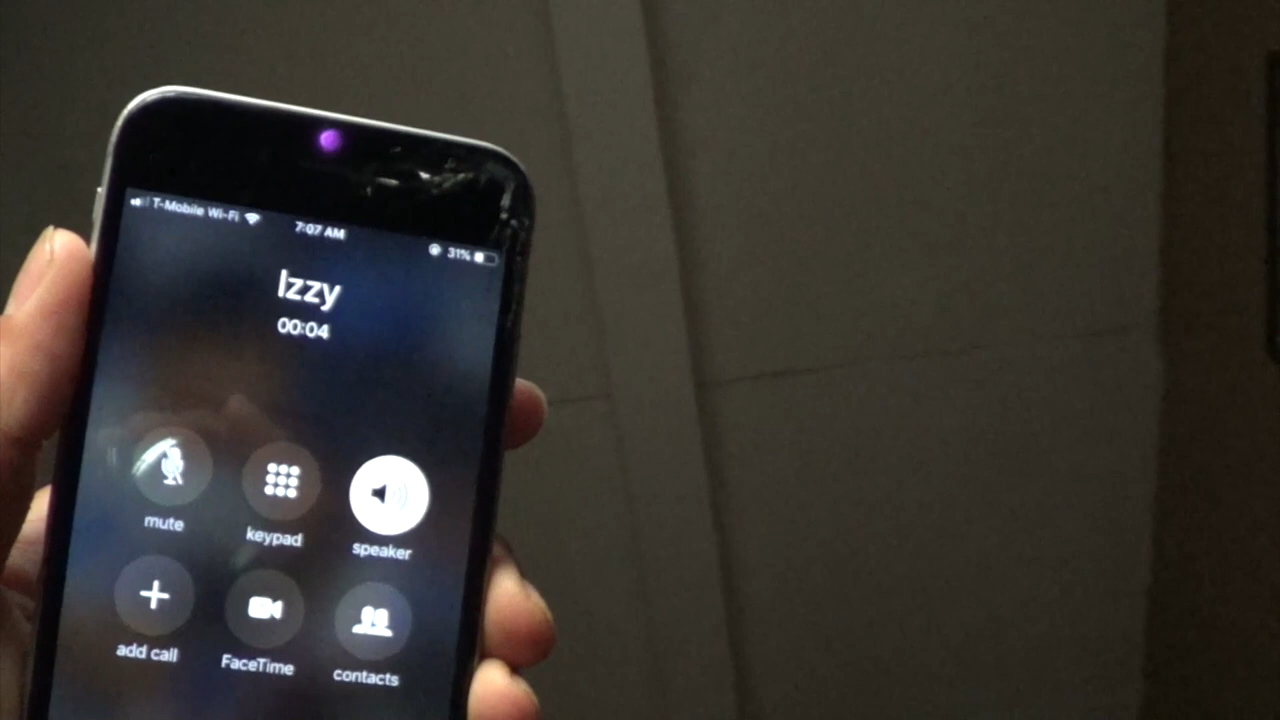 T-Mobile Wi-Fi
7:07 AM
31%
Izzy
00:04
mute
keypad
speaker
add call
FaceTime
contacts